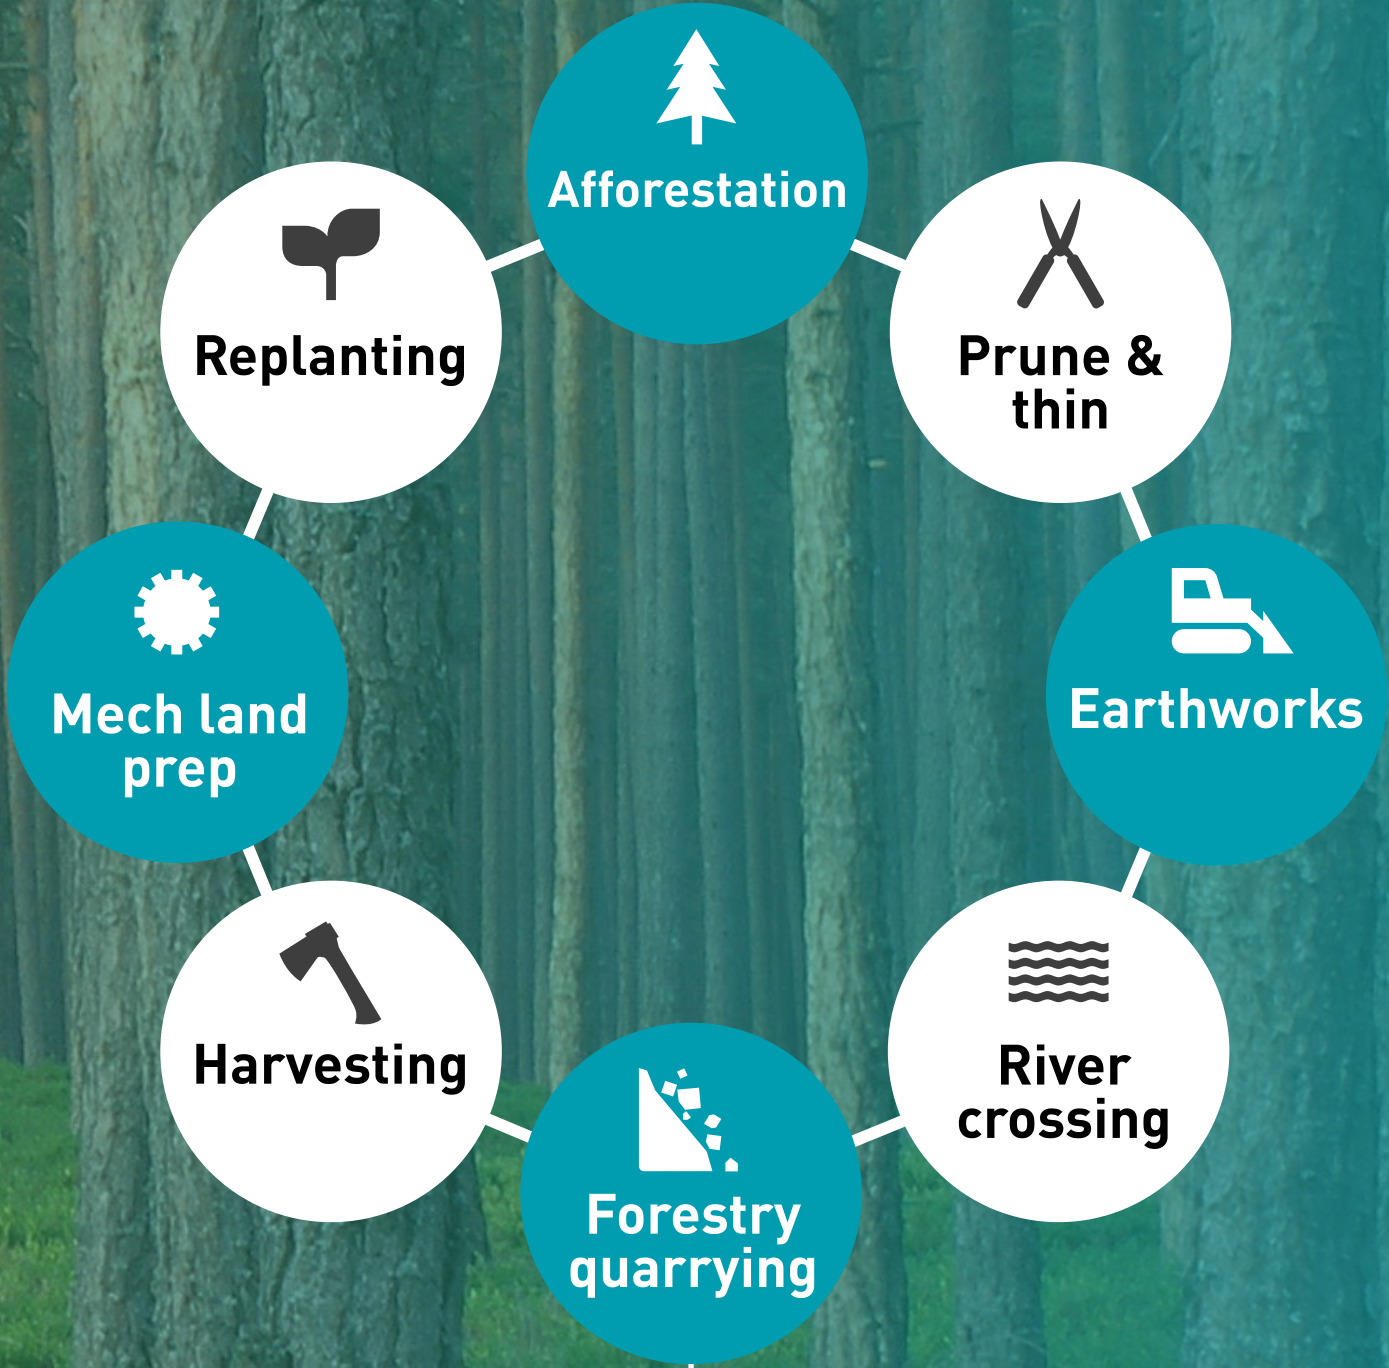 Afforestation
Prune &
thin
Earthworks
River
crossing
Forestry
quarrying
Harvesting
Mech land
prep
Replanting